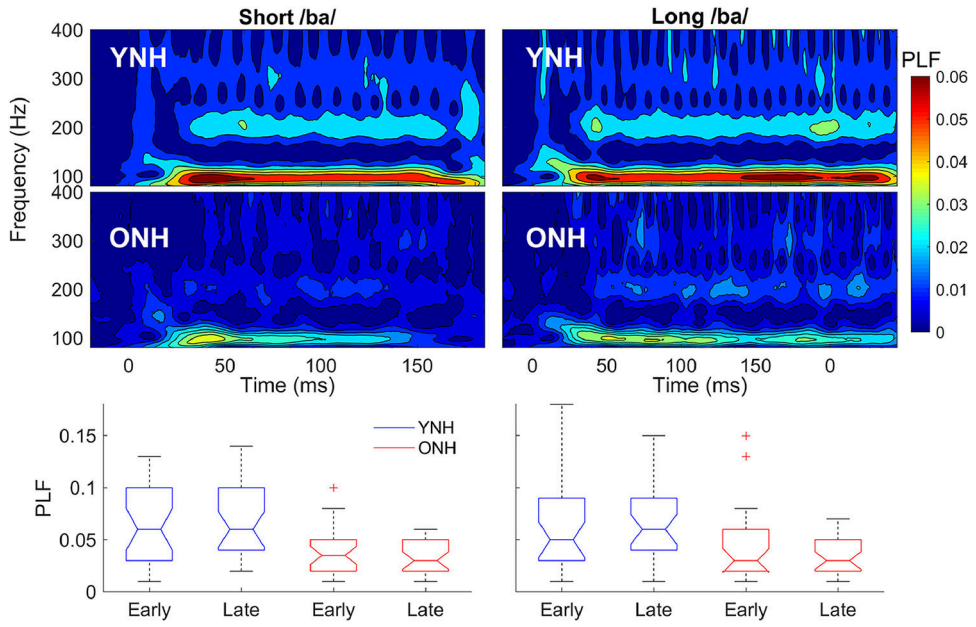 Short /ba/
Long /ba/
400
300
200
100
Frequency (Hz)
YNH
YNH
PLF
0.06
0.05
0.04
0.03
0.02
0.01
0
400
300
200
100
ONH
ONH
0 50 100 150
Time (ms)
0 50 100 150 0
Time (ms)
PLF
0.15
0.1
0.05
0
YNH
ONH
Early Late Early Late
Early Late Early Late